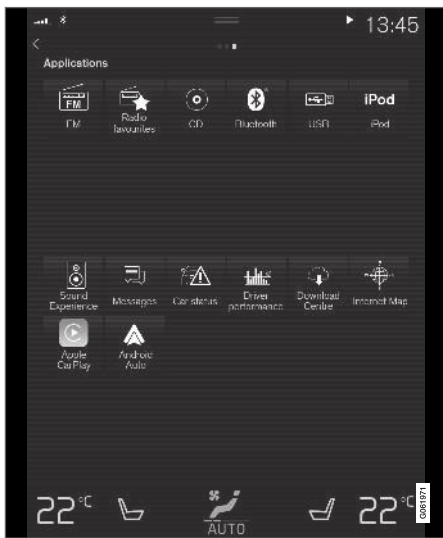 13:45
Applications
FM
iPod
FM
Radio
favourites
CD
Bluetooth
USB
iPod
Sound
Experience
Messages
Car status
Driver
performance
Download
Centre
Internet Map
Apple
CarPlay
Android
Auto
22°C
22°C
AUTO
G061971